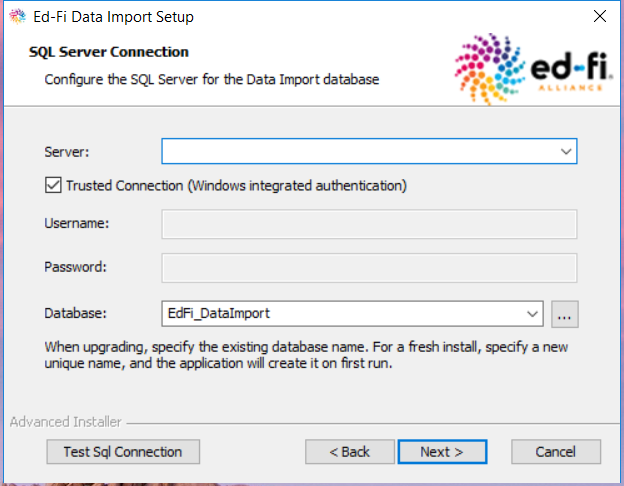 Ed-Fi Data Import Setup
SQL Server Connection
Configure the SQL Server for the Data Import database
ed-fi
ALLIANCE
Server:
Trusted Connection (Windows integrated authentication)
Username:
Password:
Database: EdFi_DataImport ...
When upgrading, specify the existing database name. For a fresh install, specify a new
unique name, and the application will create it on first run.
Advanced Installer
Test Sql Connection < Back Next > Cancel